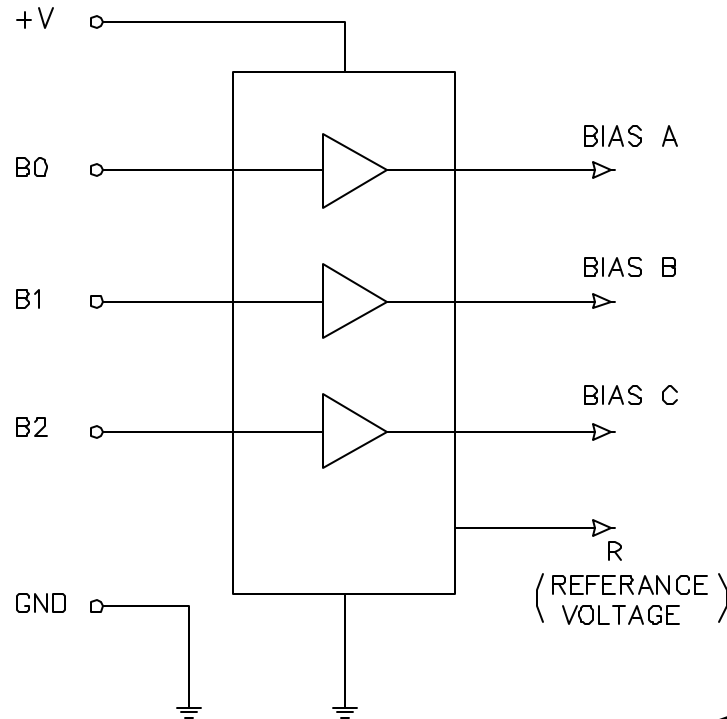 +V
BIAS A
B0
BIAS B
B1
BIAS C
B2
R
(REFERANCE
VOLTAGE)
GND